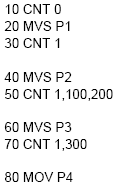 10 CNT 0
20 MVS P1
30 CNT 1
40 MVS P2
50 CNT 1,100,200
60 MVS P3
70 CNT 1,300
80 MOV P4